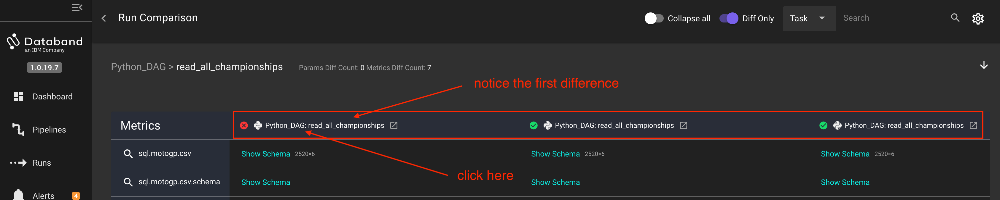 Run Comparison
Collapse all
Diff Only
Task
Search
Databand
an IBM Company
1.0.19.7
Dashboard
Pipelines
Runs
Alerts 4
Python_DAG > read_all_championships Params Diff Count: 0 Metrics Diff Count: 7
notice the first difference
Metrics Python_DAG: read_all_championships Python_DAG: read_all_championships Python_DAG: read_all_championships
sql.motogp.csv Show Schema 2520×6 Show Schema 2520×6 Show Schema 2520×6
click here
sql.motogp.csv.schema Show Schema Show Schema Show Schema